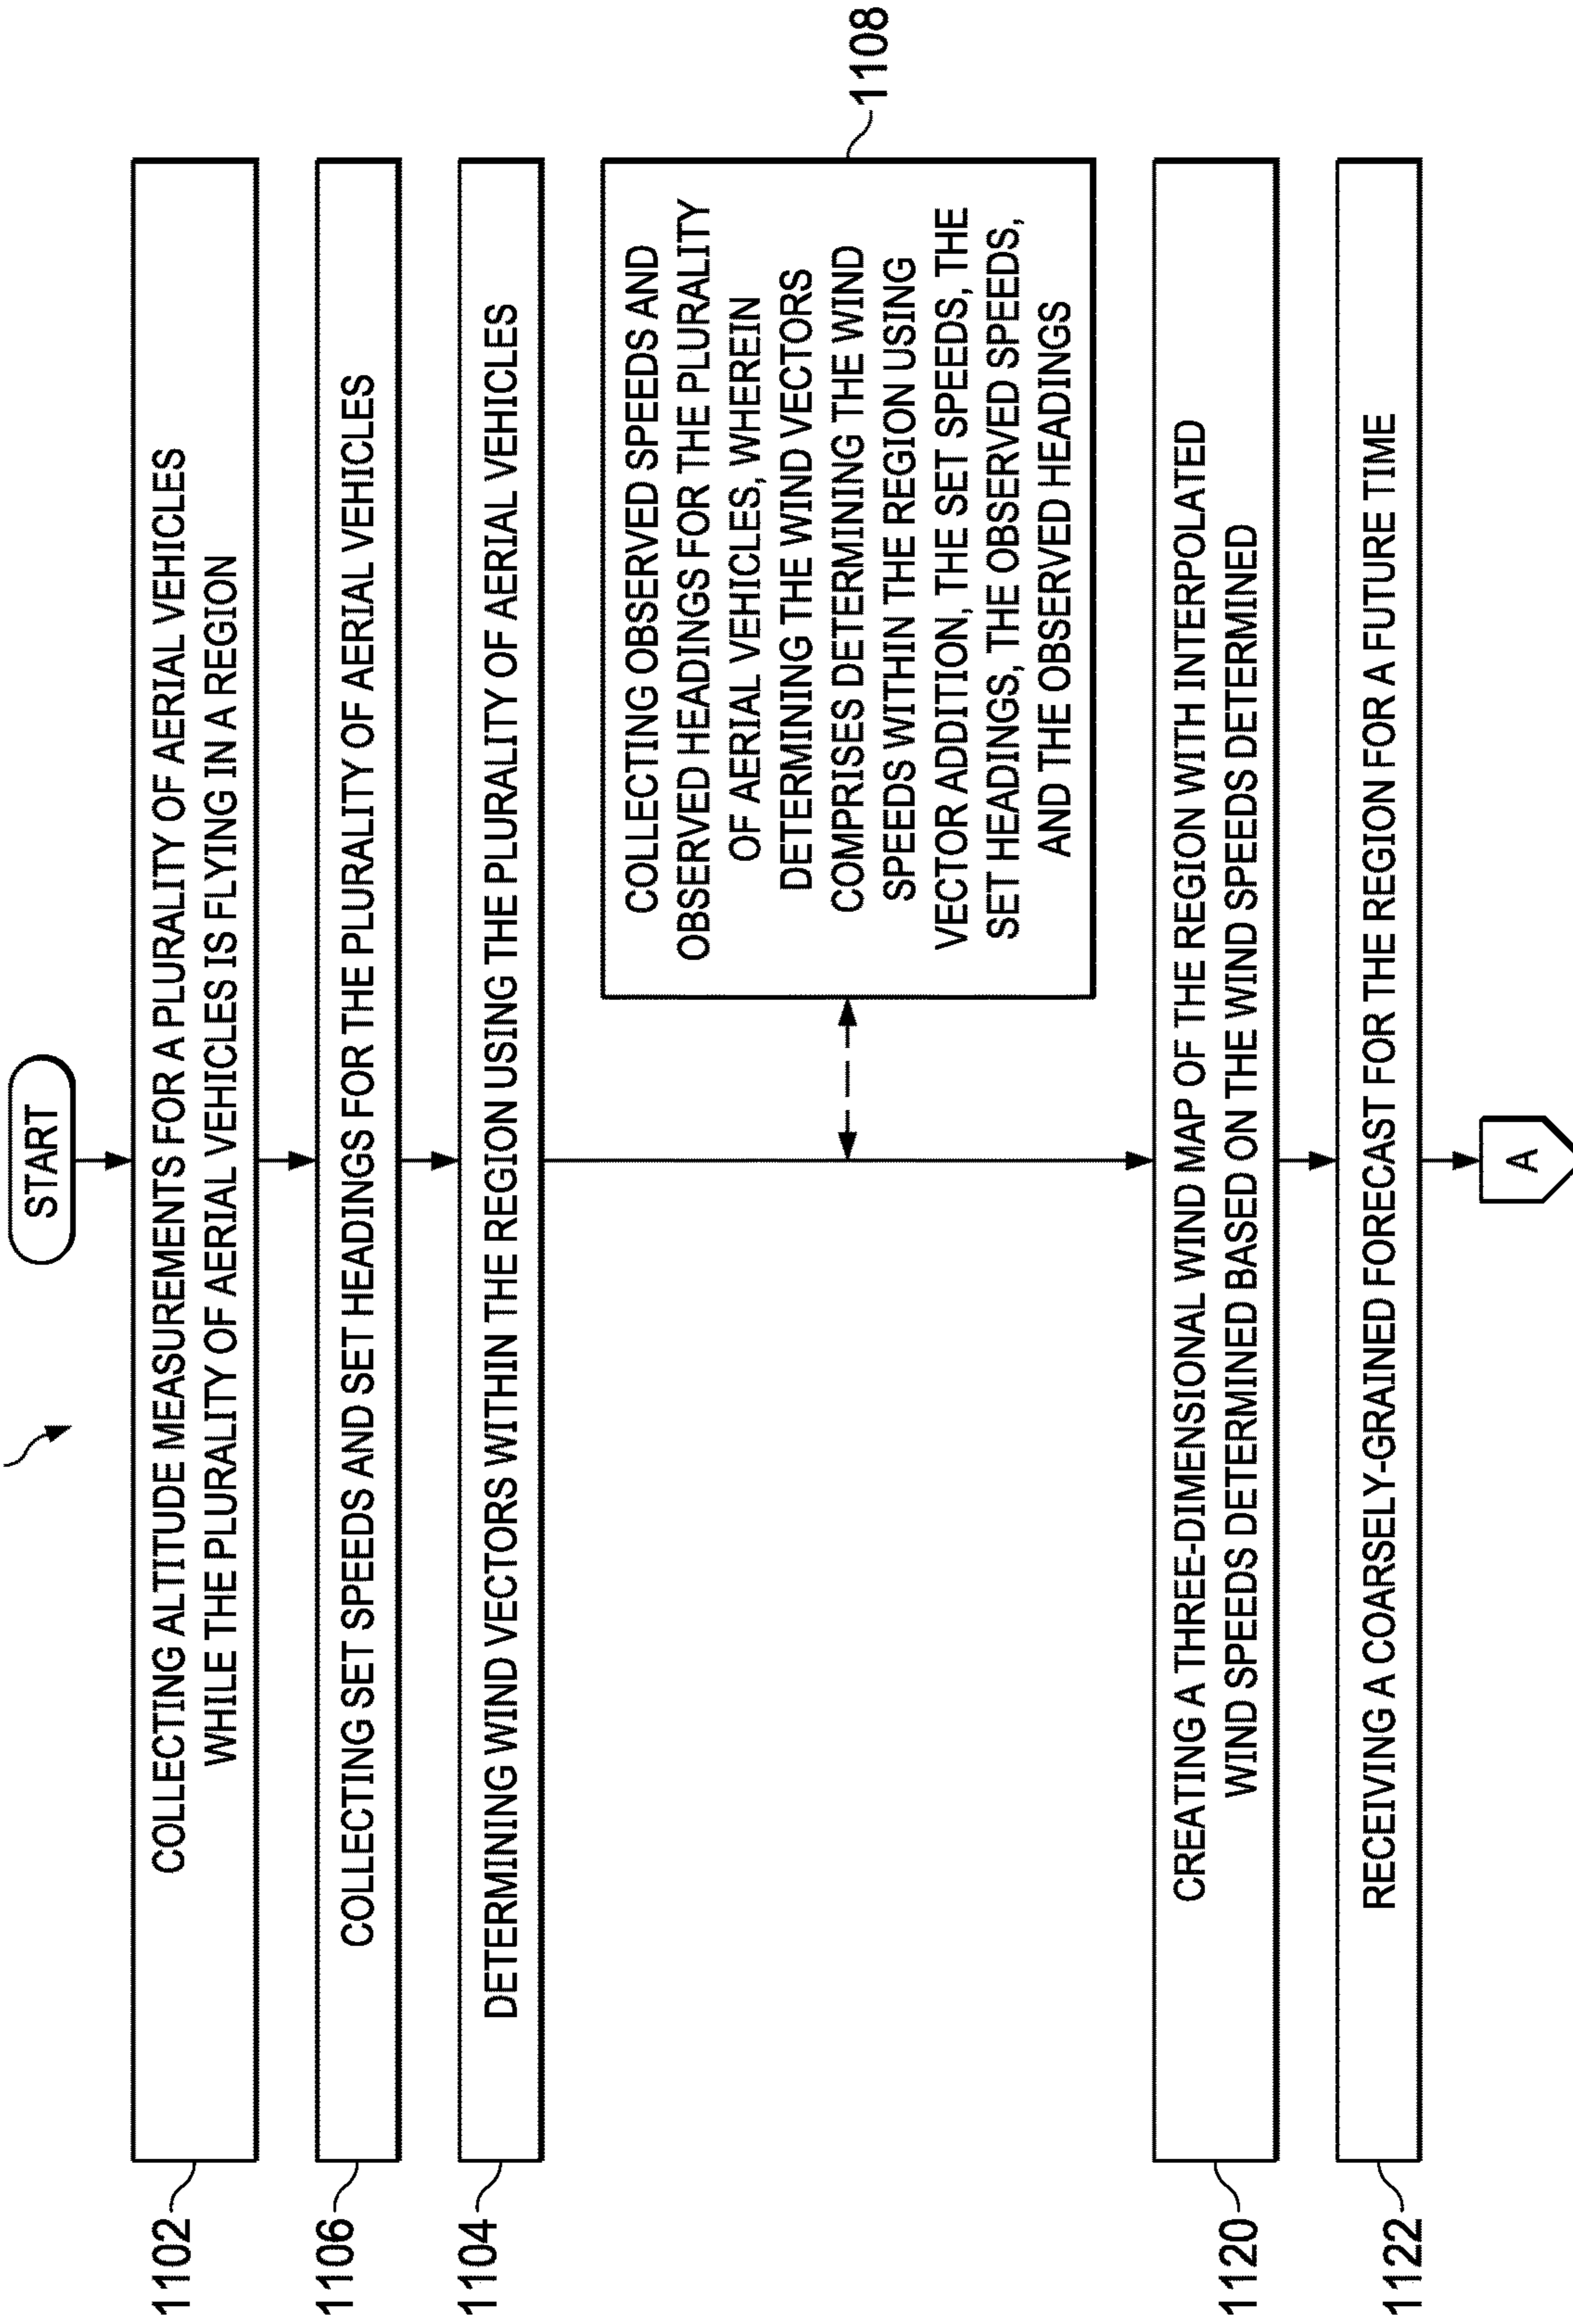 START
1102
COLLECTING ALTITUDE MEASUREMENTS FOR A PLURALITY OF AERIAL VEHICLES
WHILE THE PLURALITY OF AERIAL VEHICLES IS FLYING IN A REGION
1106
COLLECTING SET SPEEDS AND SET HEADINGS FOR THE PLURALITY OF AERIAL VEHICLES
1104
DETERMINING WIND VECTORS WITHIN THE REGION USING THE PLURALITY OF AERIAL VEHICLES
COLLECTING OBSERVED SPEEDS AND
OBSERVED HEADINGS FOR THE PLURALITY
OF AERIAL VEHICLES, WHEREIN
DETERMINING THE WIND VECTORS
COMPRISES DETERMINING THE WIND
SPEEDS WITHIN THE REGION USING
VECTOR ADDITION, THE SET SPEEDS, THE
SET HEADINGS, THE OBSERVED SPEEDS,
AND THE OBSERVED HEADINGS
1108
1120
CREATING A THREE-DIMENSIONAL WIND MAP OF THE REGION WITH INTERPOLATED
WIND SPEEDS DETERMINED BASED ON THE WIND SPEEDS DETERMINED
1122
RECEIVING A COARSELY-GRAINED FORECAST FOR THE REGION FOR A FUTURE TIME
A